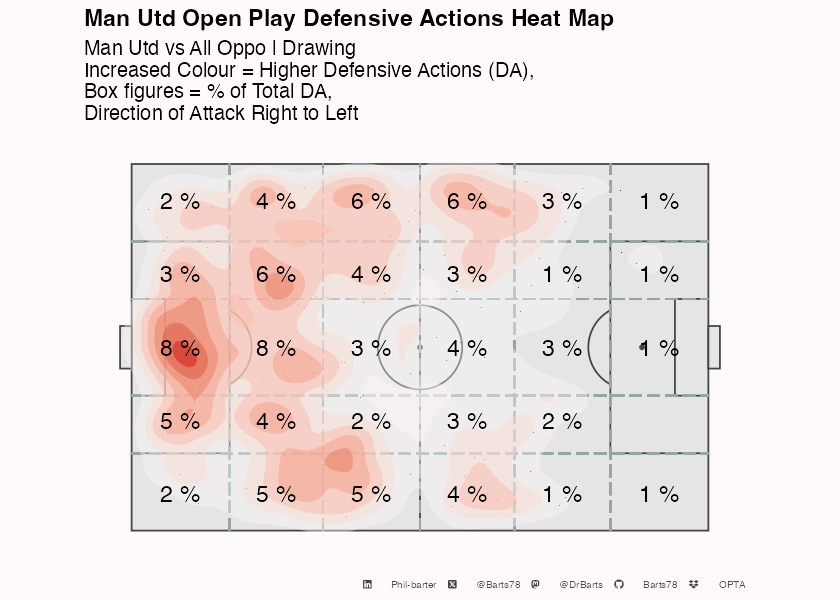 Man Utd Open Play Defensive Actions Heat Map
Man Utd vs All Oppo | Drawing
Increased Colour = Higher Defensive Actions (DA),
Box figures = % of Total DA,
Direction of Attack Right to Left
2 % 4 % 6 % 6 % 3 % 1 %
3 % 6 % 4 % 3 % 1 % 1 %
8 % 8 % 3 % 4 % 3 % 1 %
5 % 4 % 2 % 3 % 2 %
2 % 5 % 5 % 4 % 1 % 1 %
Phil-barter @Barts78 @DrBarts Barts78 OPTA